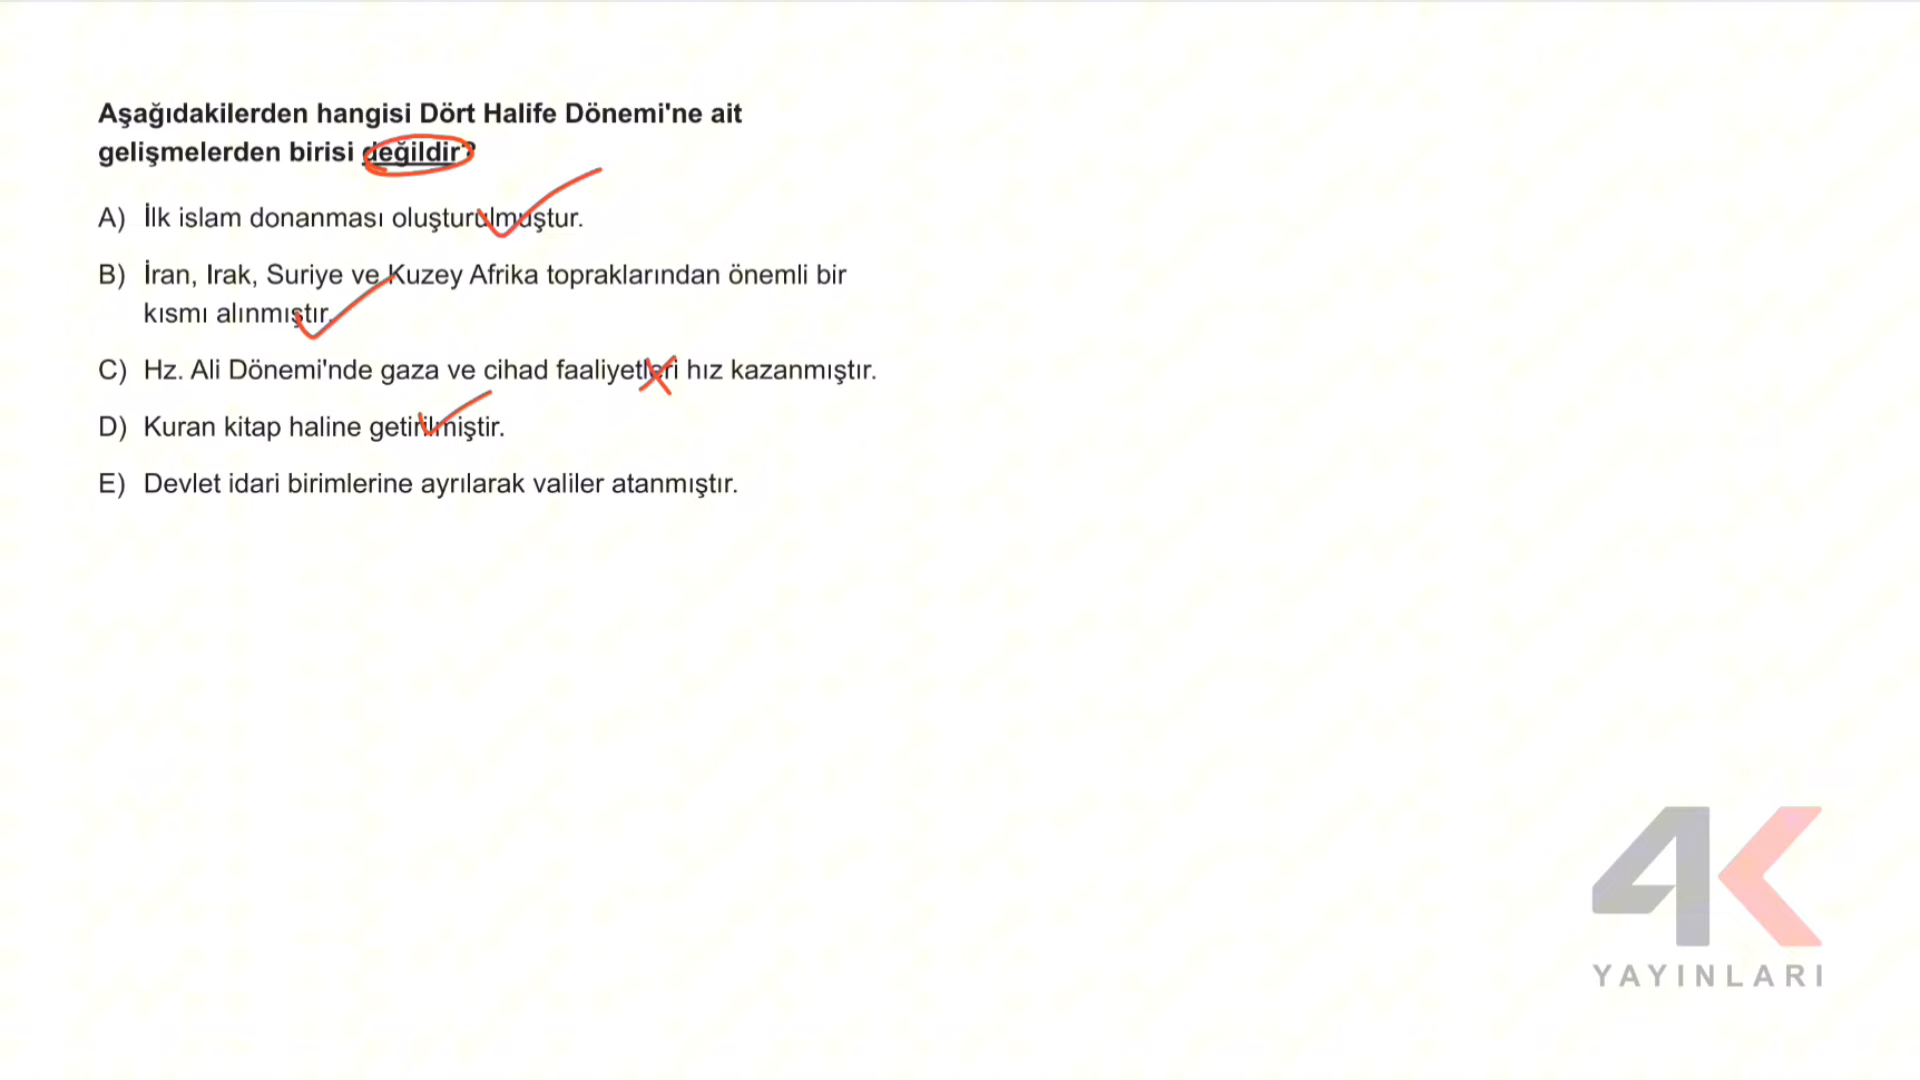 Aşağıdakilerden hangisi Dört Halife Dönemi'ne ait
gelişmelerden birisi değildir?
A) İlk islam donanması oluşturulmuştur.
B) İran, Irak, Suriye ve Kuzey Afrika topraklarından önemli bir
kısmı alınmıştır.
C) Hz. Ali Dönemi'nde gaza ve cihad faaliyetleri hız kazanmıştır.
D) Kuran kitap haline getirilmiştir.
E) Devlet idari birimlerine ayrılarak valiler atanmıştır.
4K
YAYINLARI